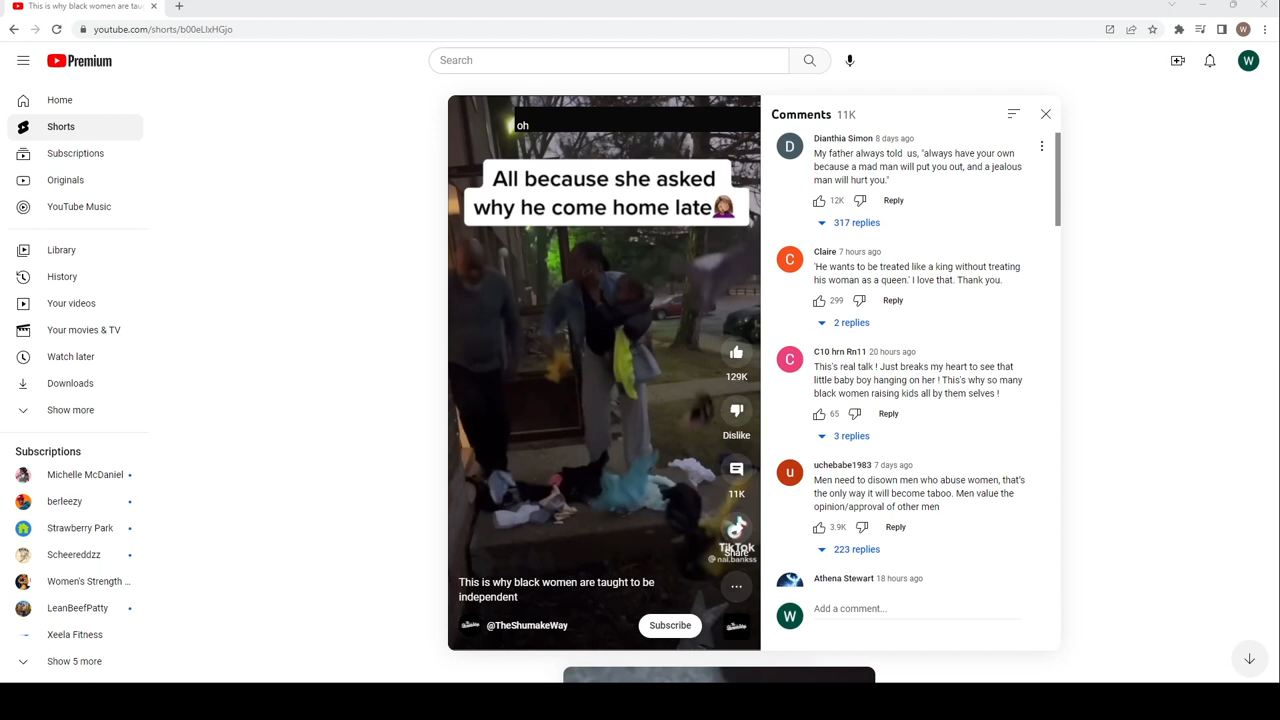 This is why black women are taug
youtube.com/shorts/b00eLlxHGjo
W
Premium
Search
W
Home
Shorts
Subscriptions
Originals
YouTube Music
Library
History
Your videos
Your movies & TV
Watch later
Downloads
Show more
Subscriptions
Michelle McDaniel
berleezy
Strawberry Park
Scheereddzz
Women's Strength ...
LeanBeefPatty
Xeela Fitness
Show 5 more
oh
All because she asked
why he come home late
129K
Dislike
11K
Share
TikTok
@nai.bankss
This is why black women are taught to be
independent
@TheShumakeWay
Subscribe
Comments 11K
D
Dianthia Simon 8 days ago
My father always told us, "always have your own
because a mad man will put you out, and a jealous
man will hurt you."
12K Reply
317 replies
C
Claire 7 hours ago
'He wants to be treated like a king without treating
his woman as a queen.' I love that. Thank you.
299 Reply
2 replies
C
C10 hrn Rn11 20 hours ago
This's real talk ! Just breaks my heart to see that
little baby boy hanging on her ! This's why so many
black women raising kids all by them selves !
65 Reply
3 replies
u
uchebabe1983 7 days ago
Men need to disown men who abuse women, that's
the only way it will become taboo. Men value the
opinion/approval of other men
3.9K Reply
223 replies
Athena Stewart 18 hours ago
W
Add a comment...